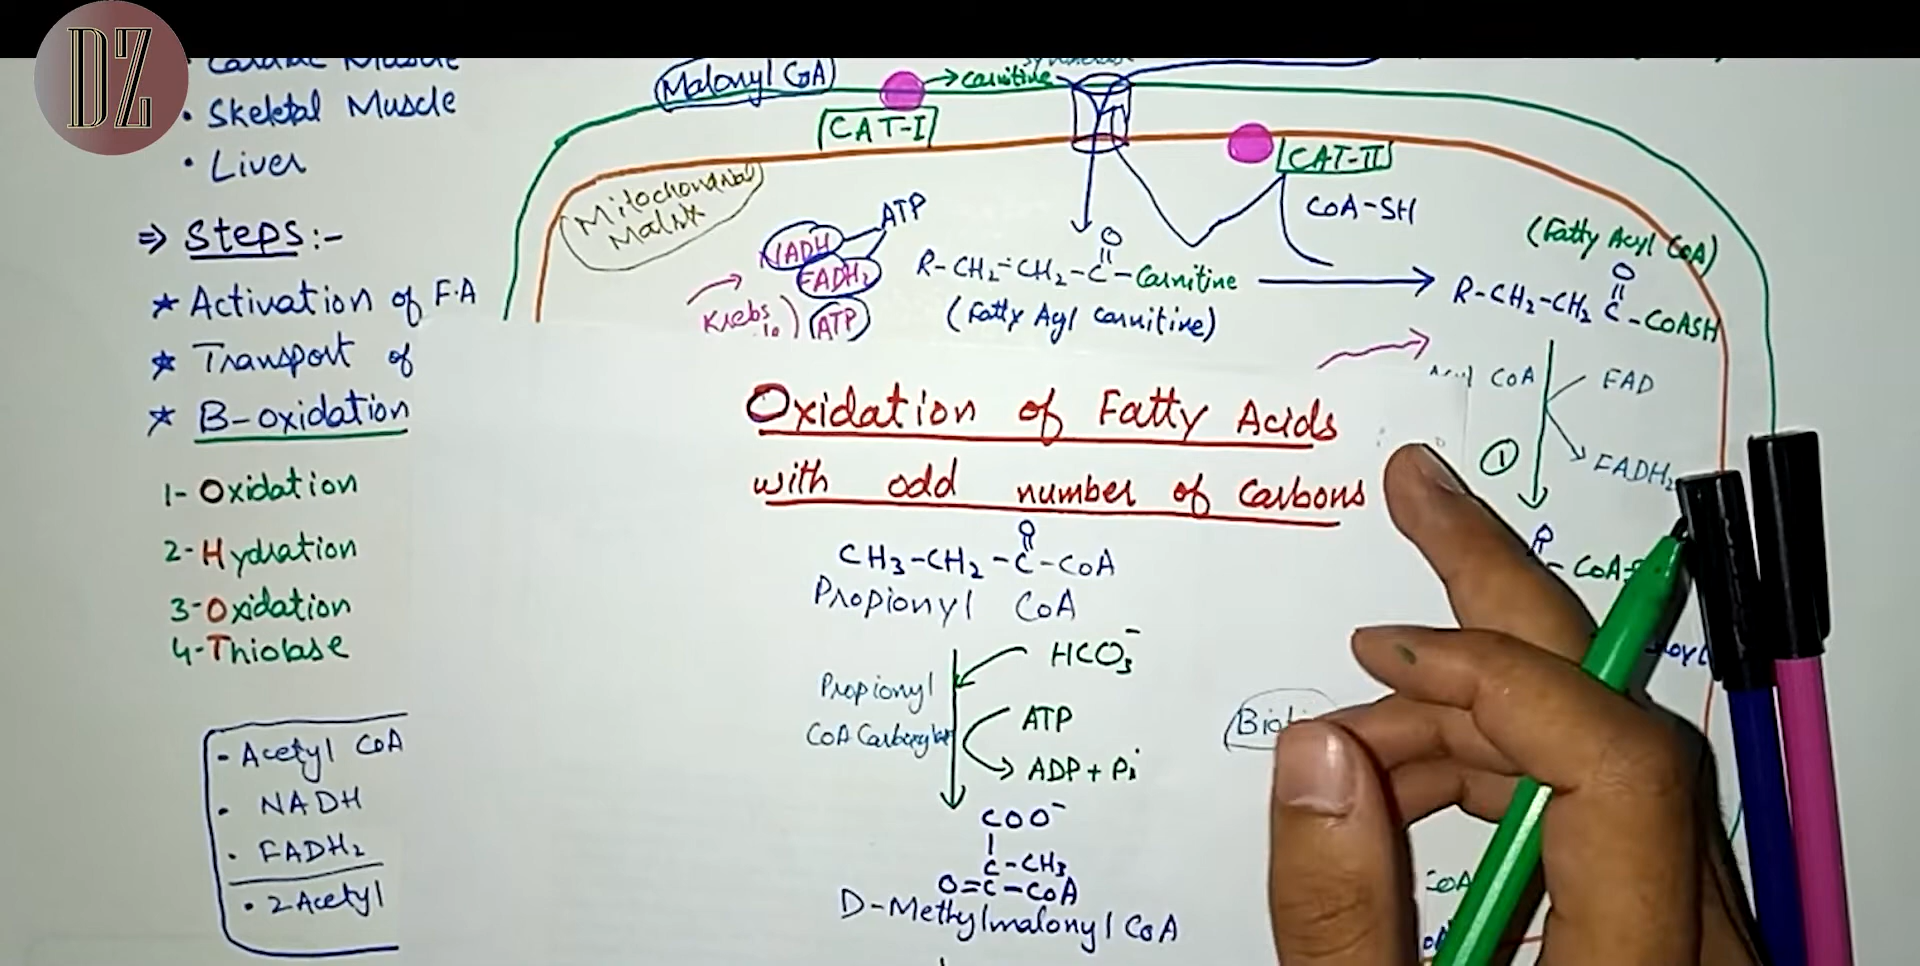 DZ
• Skeletal Muscle
• Liver
⇒ Steps:-
★ Activation of F.A
★ Transport of
★ B-oxidation
1- Oxidation
2- Hydration
3- Oxidation
4- Thiolase
- Acetyl CoA
• NADH
• FADH₂
• 2 Acetyl
Malonyl CoA
→ carnitine
CAT-I
CAT-II
Mitochondrial
Matrix
NADH
FADH₂
ATP
ATP
Krebs
O
R-CH₂-CH₂-C-Carnitine
(Fatty Ayl Carnitine)
CoA-SH
(Fatty Acyl CoA)
O
R-CH₂-CH₂ C-CoASH
CoA
FAD
1
FADH₂
Oxidation of Fatty Acids
with odd number of Carbons
O
CH₃-CH₂-C-CoA
Propionyl CoA
HCO₃⁻
Propionyl
ATP
ADP + Pi
COO⁻
C-CH₃
O=C-CoA
D-Methylmalonyl CoA